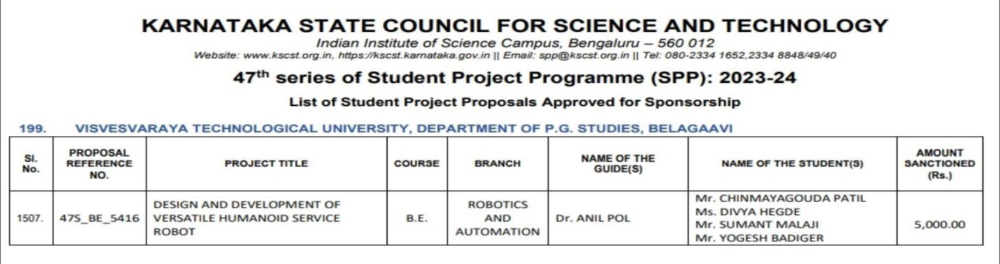 KARNATAKA STATE COUNCIL FOR SCIENCE AND TECHNOLOGY
Indian Institute of Science Campus, Bengaluru – 560 012
Website: www.kscst.org.in, https://kscst.karnataka.gov.in || Email: spp@kscst.org.in || Tel: 080-2334 1652,2334 8848/49/40
47th series of Student Project Programme (SPP): 2023-24
List of Student Project Proposals Approved for Sponsorship
199. VISVESVARAYA TECHNOLOGICAL UNIVERSITY, DEPARTMENT OF P.G. STUDIES, BELAGAAVI
Sl.
No.
PROPOSAL
REFERENCE
NO.
PROJECT TITLE
COURSE
BRANCH
NAME OF THE
GUIDE(S)
NAME OF THE STUDENT(S)
AMOUNT
SANCTIONED
(Rs.)
1507.
47S_BE_5416
DESIGN AND DEVELOPMENT OF
VERSATILE HUMANOID SERVICE
ROBOT
B.E.
ROBOTICS
AND
AUTOMATION
Dr. ANIL POL
Mr. CHINMAYAGOUDA PATIL
Ms. DIVYA HEGDE
Mr. SUMANT MALAJI
Mr. YOGESH BADIGER
5,000.00